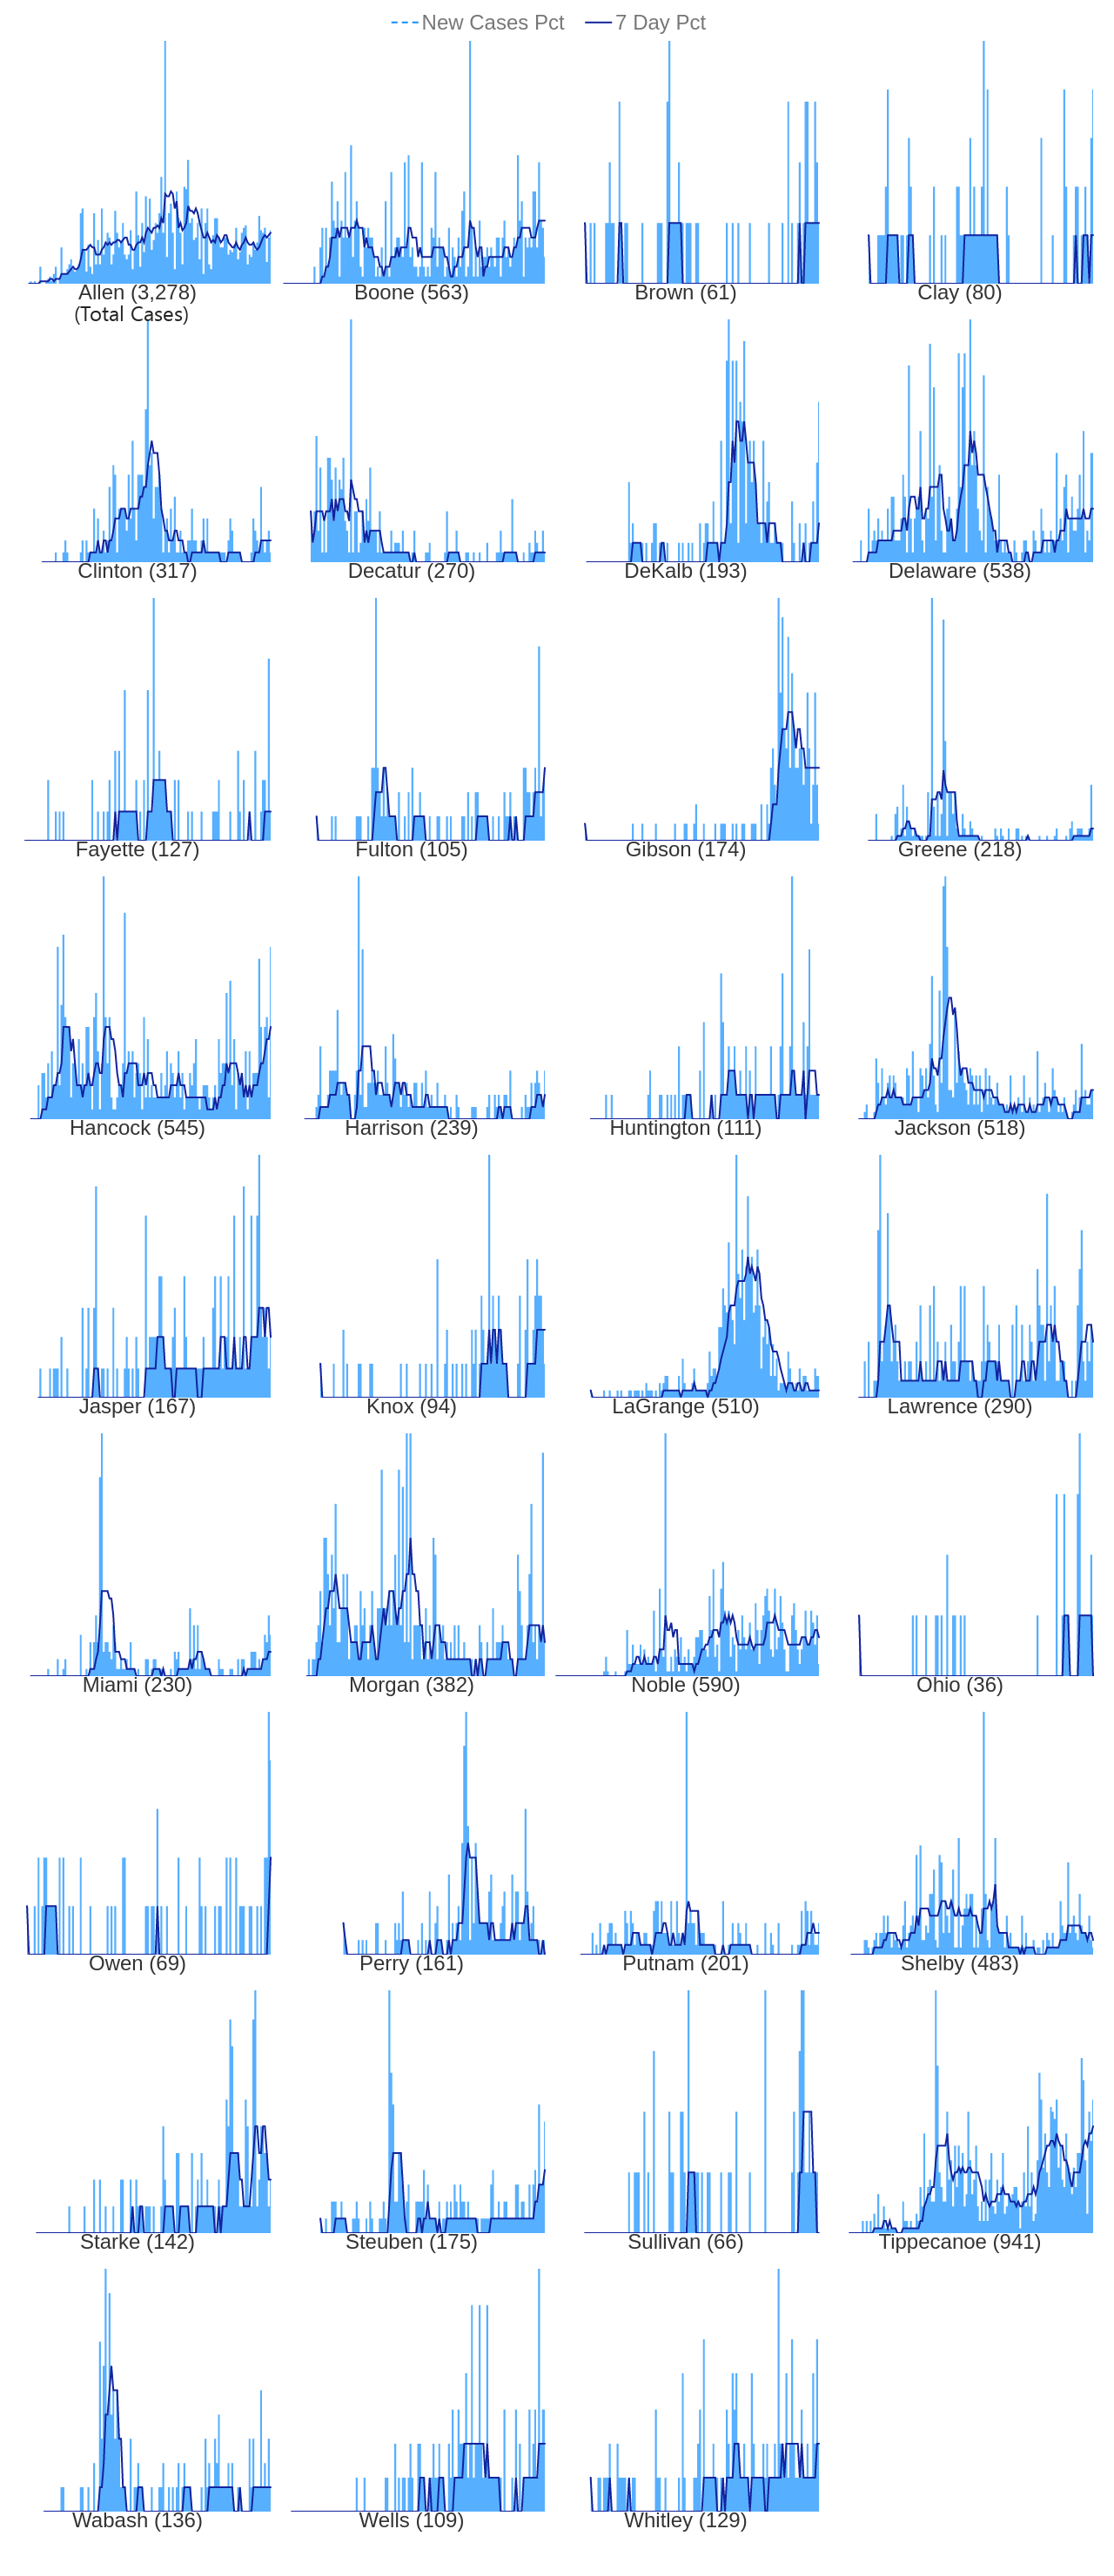 New Cases Pct 7 Day Pct
Allen (3,278) Boone (563) Brown (61) Clay (80)
(Total Cases)
Clinton (317) Decatur (270) DeKalb (193) Delaware (538)
Fayette (127) Fulton (105) Gibson (174) Greene (218)
Hancock (545) Harrison (239) Huntington (111) Jackson (518)
Jasper (167) Knox (94) LaGrange (510) Lawrence (290)
Miami (230) Morgan (382) Noble (590) Ohio (36)
Owen (69) Perry (161) Putnam (201) Shelby (483)
Starke (142) Steuben (175) Sullivan (66) Tippecanoe (941)
Wabash (136) Wells (109) Whitley (129)